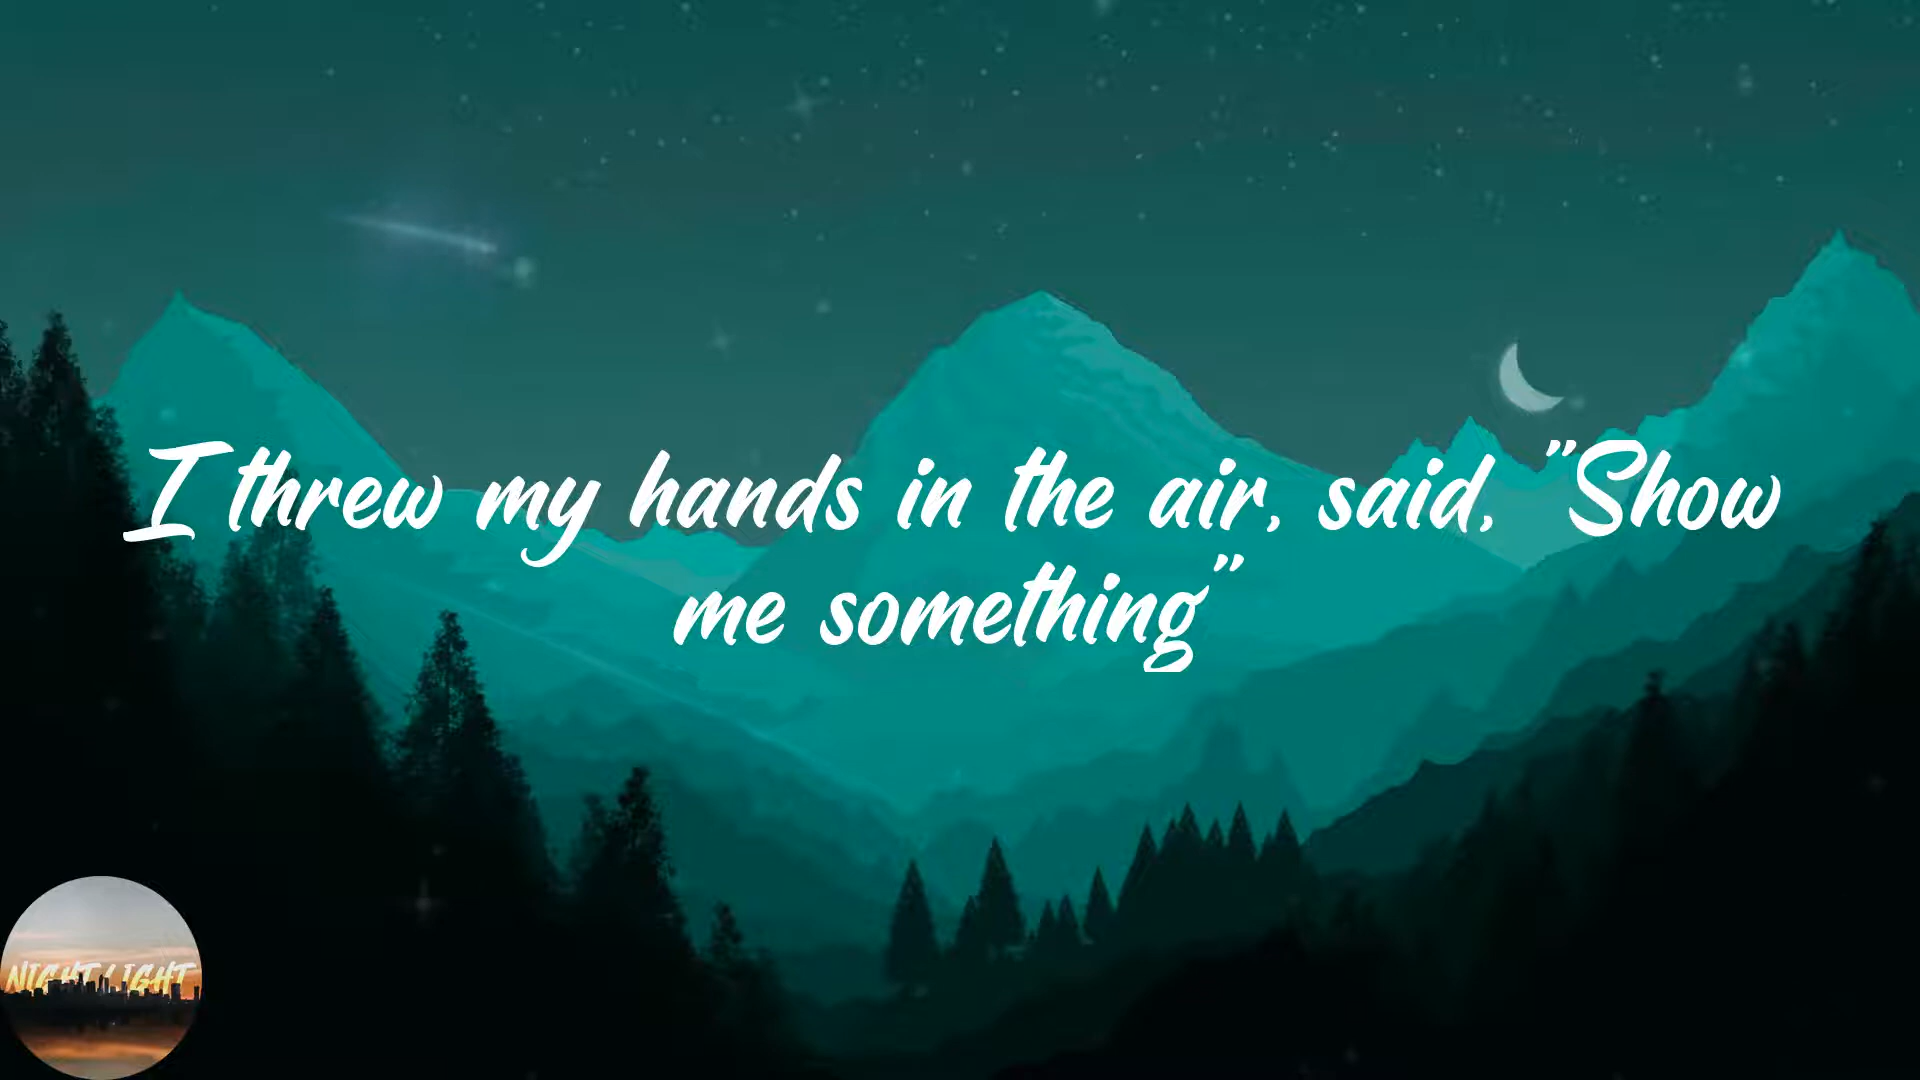 I threw my hands in the air, said, "Show
me something"
NIGHT LIGHT